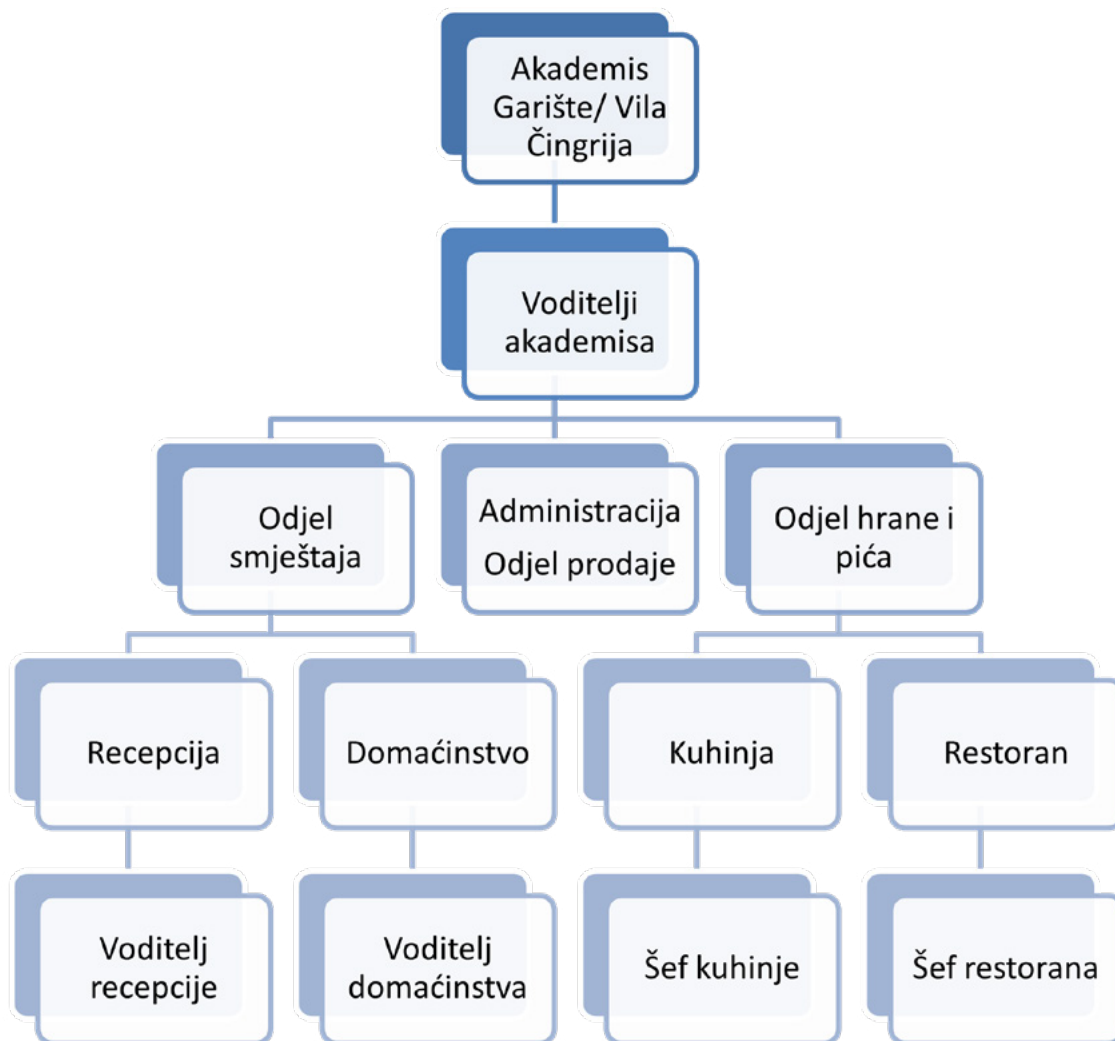 Akademis
Garište/ Vila
Čingrija
Voditelji
akademisa
Odjel
smještaja
Administracija
Odjel prodaje
Odjel hrane i
pića
Recepcija
Domaćinstvo
Kuhinja
Restoran
Voditelj
recepcije
Voditelj
domaćinstva
Šef kuhinje
Šef restorana